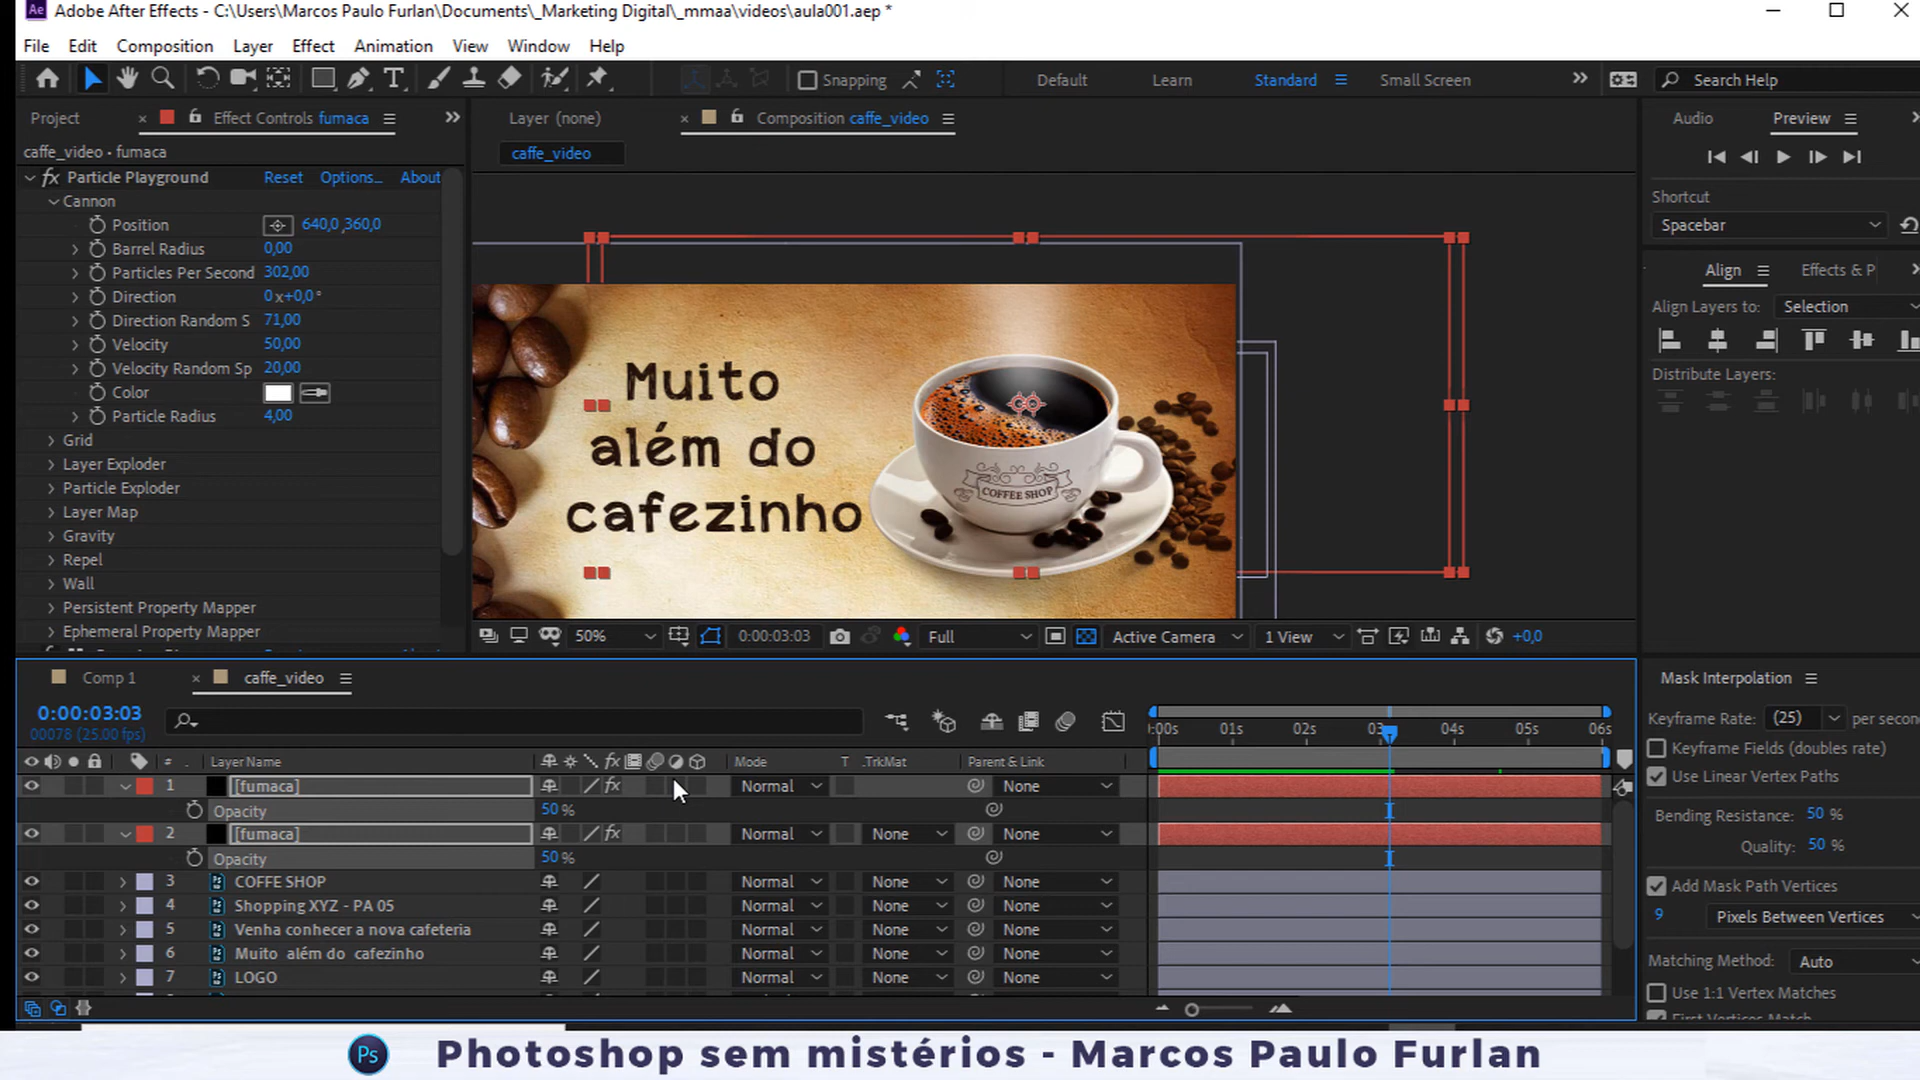 Adobe After Effects - C:\Users\Marcos Paulo Furlan\Documents\_Marketing Digital\_mmaa\videos\aula001.aep *
File Edit Composition Layer Effect Animation View Window Help
Snapping Default Learn Standard Small Screen Search Help
Project Effect Controls fumaca Layer (none) Composition caffe_video Audio Preview
caffe_video • fumaca
caffe_video
Particle Playground Reset Options... About
Cannon
Position 640,0,360,0
Barrel Radius 0,00
Particles Per Second 302,00
Direction 0x+0,0°
Direction Random S 71,00
Velocity 50,00
Velocity Random Sp 20,00
Color
Particle Radius 4,00
Grid
Layer Exploder
Particle Exploder
Layer Map
Gravity
Repel
Wall
Persistent Property Mapper
Ephemeral Property Mapper
Muito
além do
cafezinho
COFFEE SHOP
50% 0:00:03:03 Full Active Camera 1 View +0,0
Shortcut
Spacebar
Align Effects & P
Align Layers to: Selection
Distribute Layers:
Comp 1 caffe_video
0:00:03:03
00078 (25.00 fps)
:00s 01s 02s 03 04s 05s 06s
# Layer Name Mode T .TrkMat Parent & Link
1 [fumaca] Normal None
Opacity 50 %
2 [fumaca] Normal None None
Opacity 50 %
3 COFFE SHOP Normal None None
4 Shopping XYZ - PA 05 Normal None None
5 Venha conhecer a nova cafeteria Normal None None
6 Muito além do cafezinho Normal None None
7 LOGO Normal None None
Mask Interpolation
Keyframe Rate: (25) per second
Keyframe Fields (doubles rate)
Use Linear Vertex Paths
Bending Resistance: 50 %
Quality: 50 %
Add Mask Path Vertices
9 Pixels Between Vertices
Matching Method: Auto
Use 1:1 Vertex Matches
First Vertices Match
Ps Photoshop sem mistérios - Marcos Paulo Furlan